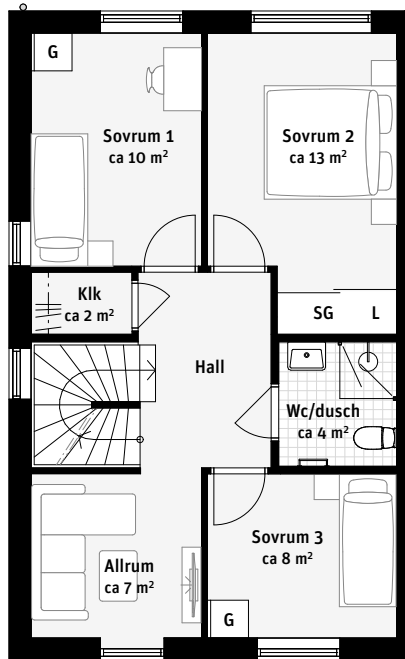 G
Sovrum 1
ca 10 m²
Sovrum 2
ca 13 m²
Klk
ca 2 m²
SG
L
Hall
Wc/dusch
ca 4 m²
Allrum
ca 7 m²
Sovrum 3
ca 8 m²
G